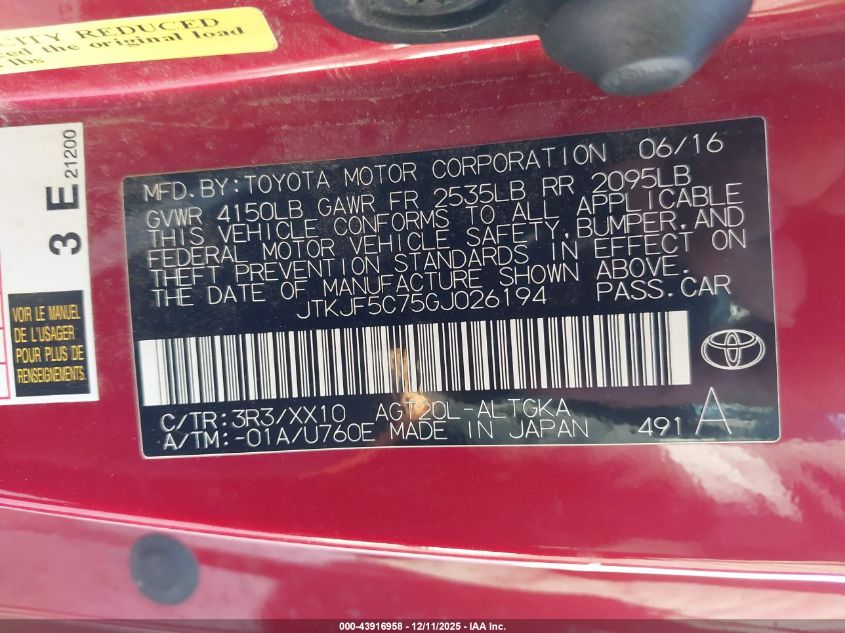 CITY REDUCED
ed the original load
lbs
3 E
21200
VOIR LE MANUEL
DE L'USAGER
POUR PLUS DE
RENSEIGNEMENTS.
MFD. BY: TOYOTA MOTOR CORPORATION 06/16
GVWR 4150LB GAWR FR 2535LB RR 2095LB
THIS VEHICLE CONFORMS TO ALL APPLICABLE
FEDERAL MOTOR VEHICLE SAFETY, BUMPER, AND
THEFT PREVENTION STANDARDS IN EFFECT ON
THE DATE OF MANUFACTURE SHOWN ABOVE.
JTKJF5C75GJ026194 PASS. CAR
C/TR: 3R3/XX10 AGT20L-ALTGKA
A/TM: -01A/U760E MADE IN JAPAN 491 A
000-43916958 - 12/11/2025 - IAA Inc.